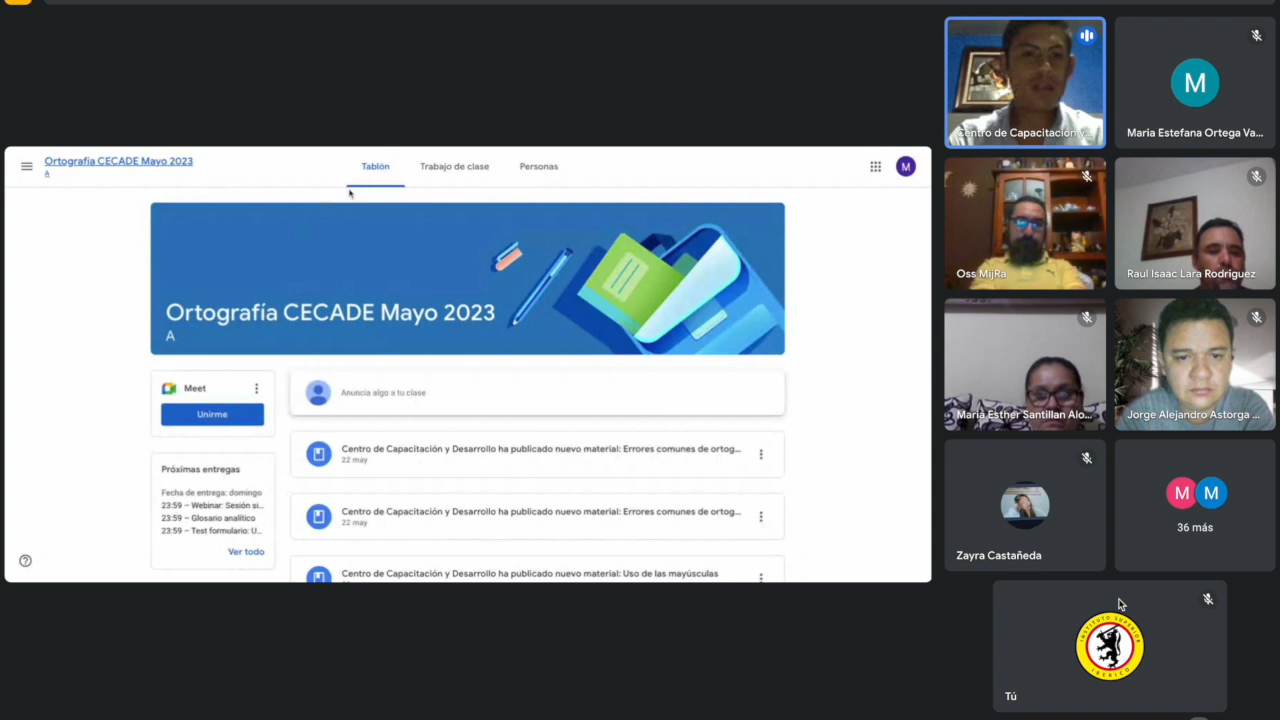 Ortografía CECADE Mayo 2023
A
Tablón
Trabajo de clase
Personas
M
Ortografía CECADE Mayo 2023
A
Meet
Unirme
Próximas entregas
Fecha de entrega: domingo
23:59 – Webinar: Sesión si...
23:59 – Glosario analítico
23:59 – Test formulario: U...
Ver todo
Anuncia algo a tu clase
Centro de Capacitación y Desarrollo ha publicado nuevo material: Errores comunes de ortog...
22 may
Centro de Capacitación y Desarrollo ha publicado nuevo material: Errores comunes de ortog...
22 may
Centro de Capacitación y Desarrollo ha publicado nuevo material: Uso de las mayúsculas
Centro de Capacitación y...
M
Maria Estefana Ortega Va...
Oss MijRa
Raul Isaac Lara Rodriguez
María Esther Santillan Alo...
Jorge Alejandro Astorga ...
Zayra Castañeda
M M
36 más
INSTITUTO SUPERIOR
IBERICO
Tú